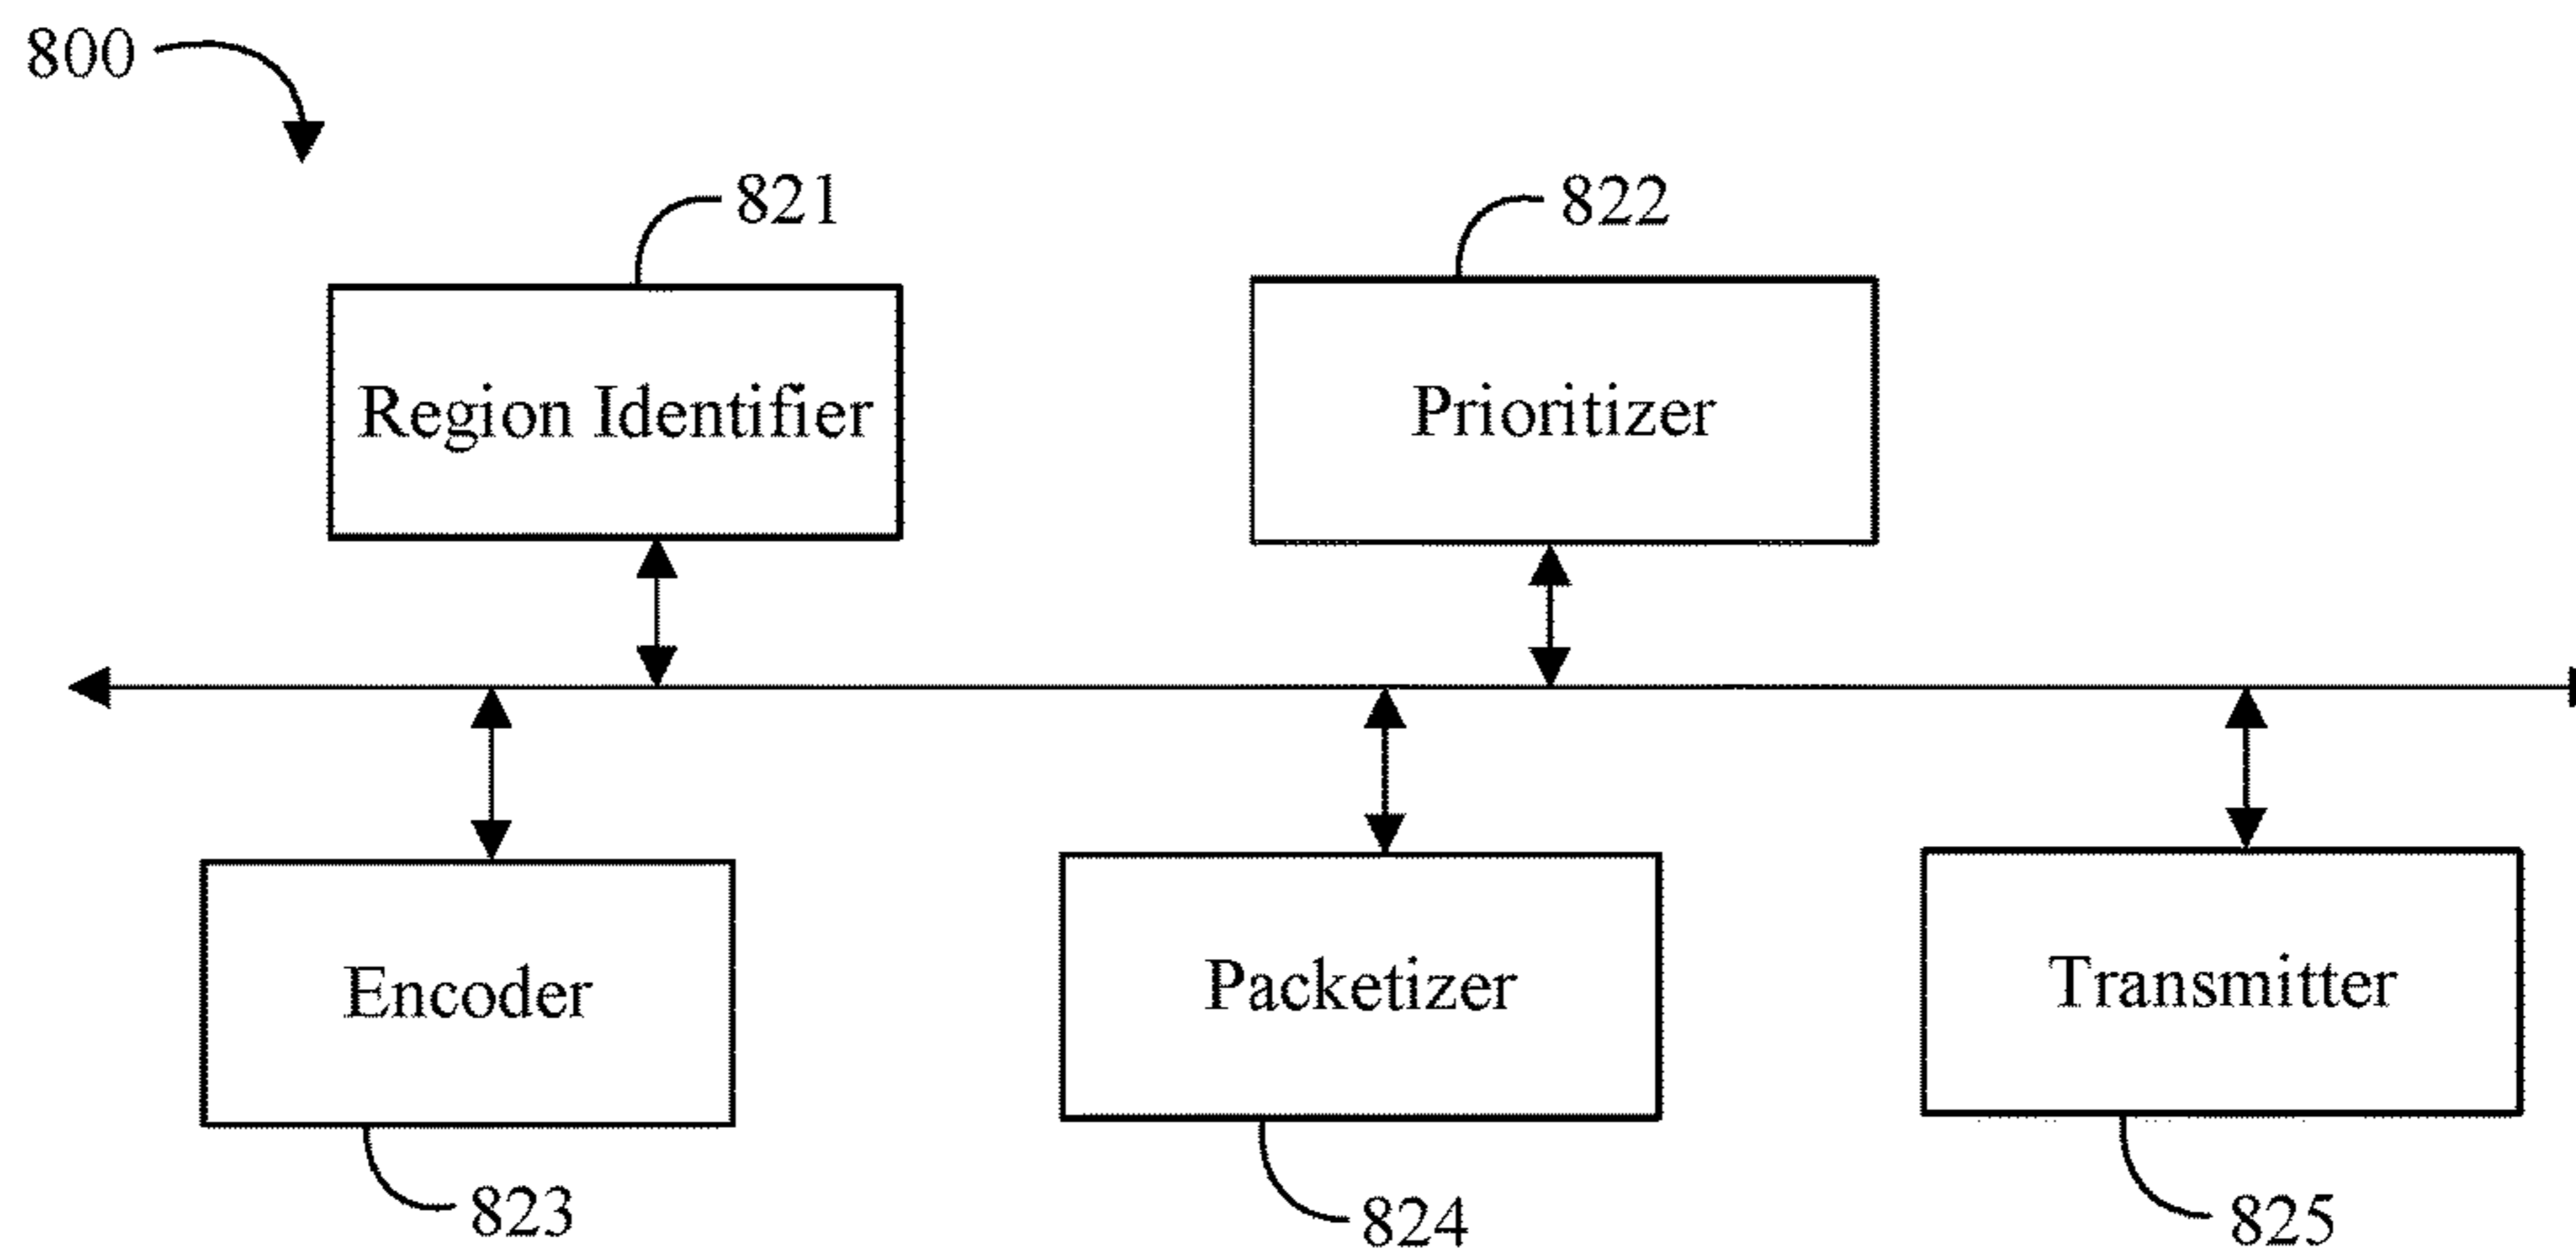 800
821
822
Region Identifier
Prioritizer
Encoder
Packetizer
Transmitter
823
824
825